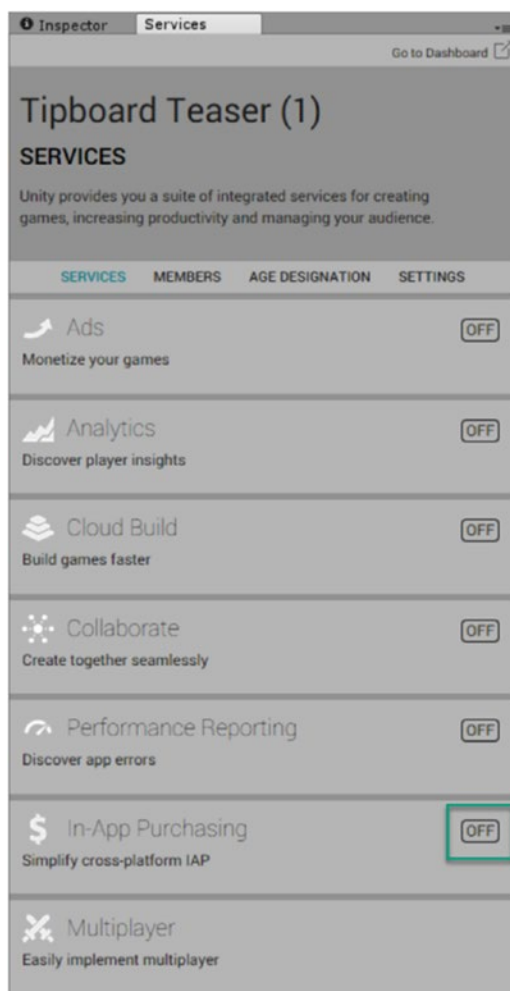 Inspector
Services
Go to Dashboard
Tipboard Teaser (1)
SERVICES
Unity provides you a suite of integrated services for creating
games, increasing productivity and managing your audience.
SERVICES MEMBERS AGE DESIGNATION SETTINGS
Ads OFF
Monetize your games
Analytics OFF
Discover player insights
Cloud Build OFF
Build games faster
Collaborate OFF
Create together seamlessly
Performance Reporting OFF
Discover app errors
In-App Purchasing OFF
Simplify cross-platform IAP
Multiplayer
Easily implement multiplayer